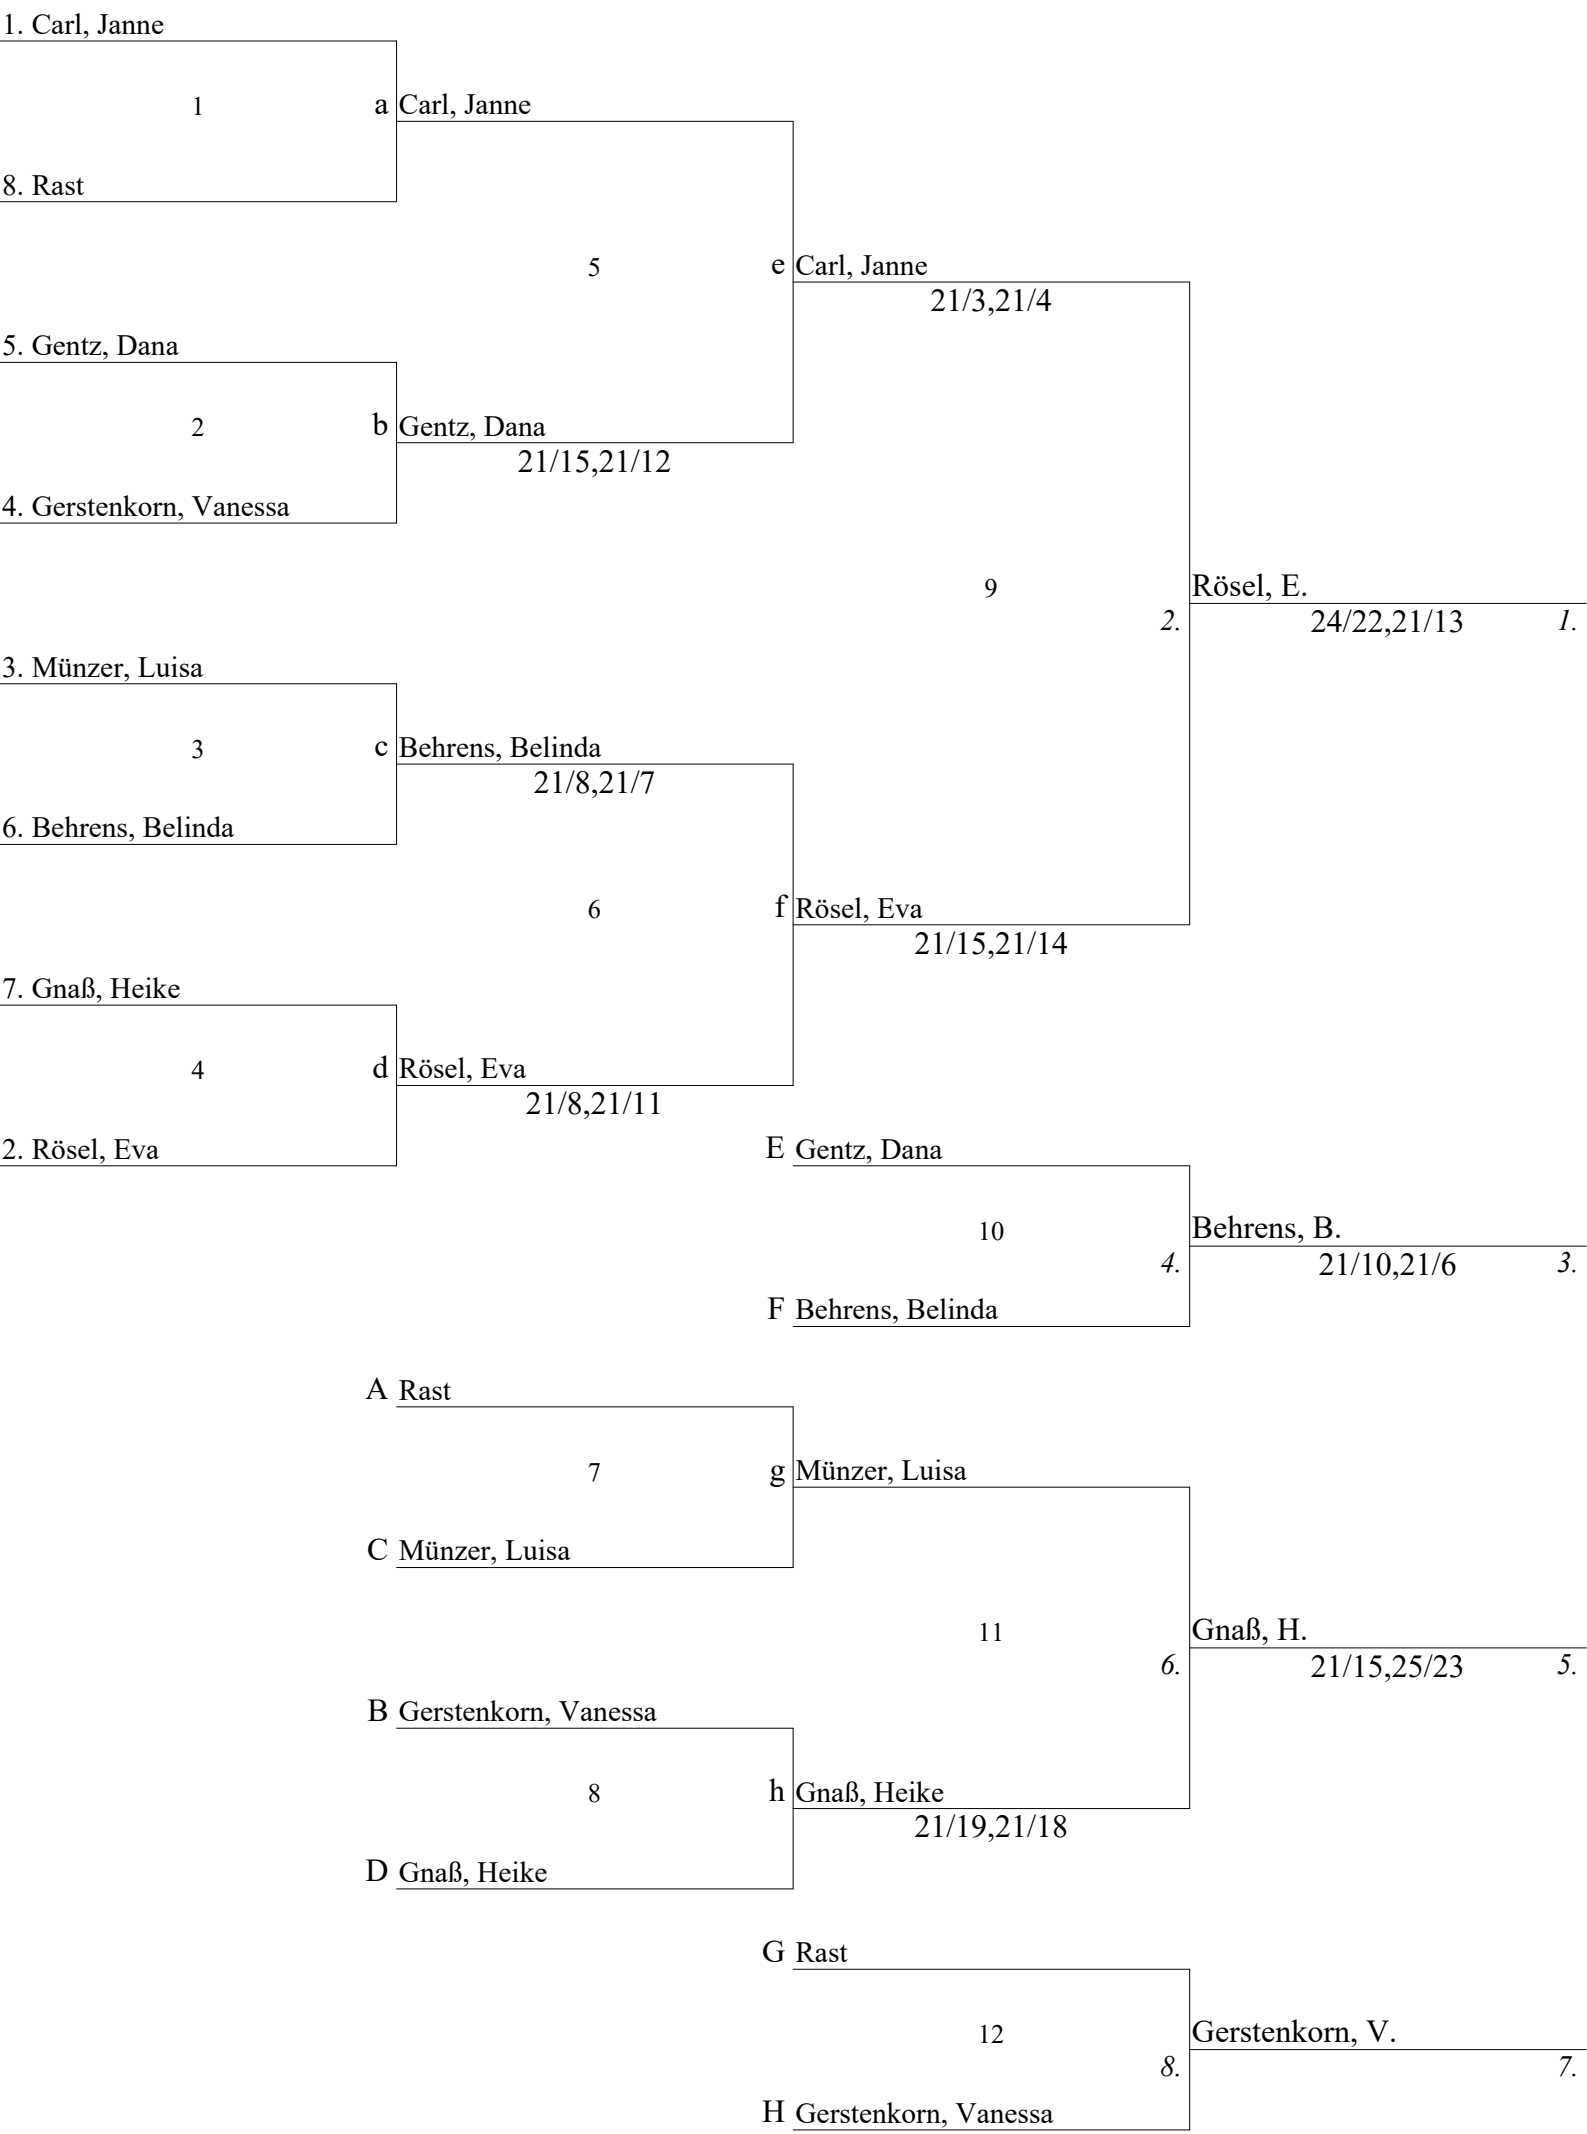 1. Carl, Janne
1
a Carl, Janne
8. Rast
5
e Carl, Janne
21/3,21/4
5. Gentz, Dana
2
b Gentz, Dana
21/15,21/12
4. Gerstenkorn, Vanessa
9
2.
Rösel, E.
24/22,21/13
1.
3. Münzer, Luisa
3
c Behrens, Belinda
21/8,21/7
6. Behrens, Belinda
6
f Rösel, Eva
21/15,21/14
7. Gnaß, Heike
4
d Rösel, Eva
21/8,21/11
2. Rösel, Eva
E Gentz, Dana
10
4.
Behrens, B.
21/10,21/6
3.
F Behrens, Belinda
A Rast
7
g Münzer, Luisa
C Münzer, Luisa
11
6.
Gnaß, H.
21/15,25/23
5.
B Gerstenkorn, Vanessa
8
h Gnaß, Heike
21/19,21/18
D Gnaß, Heike
G Rast
12
8.
Gerstenkorn, V.
7.
H Gerstenkorn, Vanessa